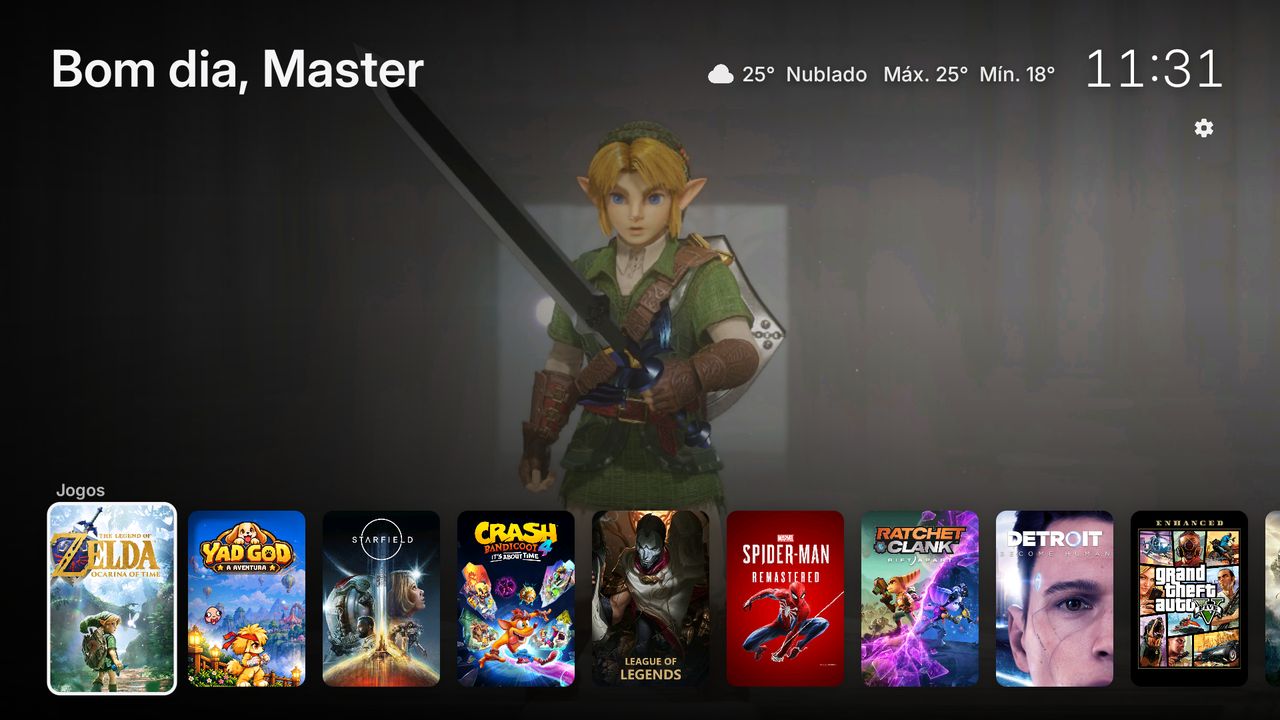 Bom dia, Master
25° Nublado Máx. 25° Mín. 18°
11:31
Jogos
THE LEGEND OF
ZELDA
OCARINA OF TIME
YAD GOD
A AVENTURA
STARFIELD
CRASH
BANDICOOT 4
IT'S ABOUT TIME
LEAGUE OF
LEGENDS
MARVEL
SPIDER-MAN
REMASTERED
RATCHET
CLANK
RIFT APART
DETROIT
BECOME HUMAN
ENHANCED
grand
theft
auto V